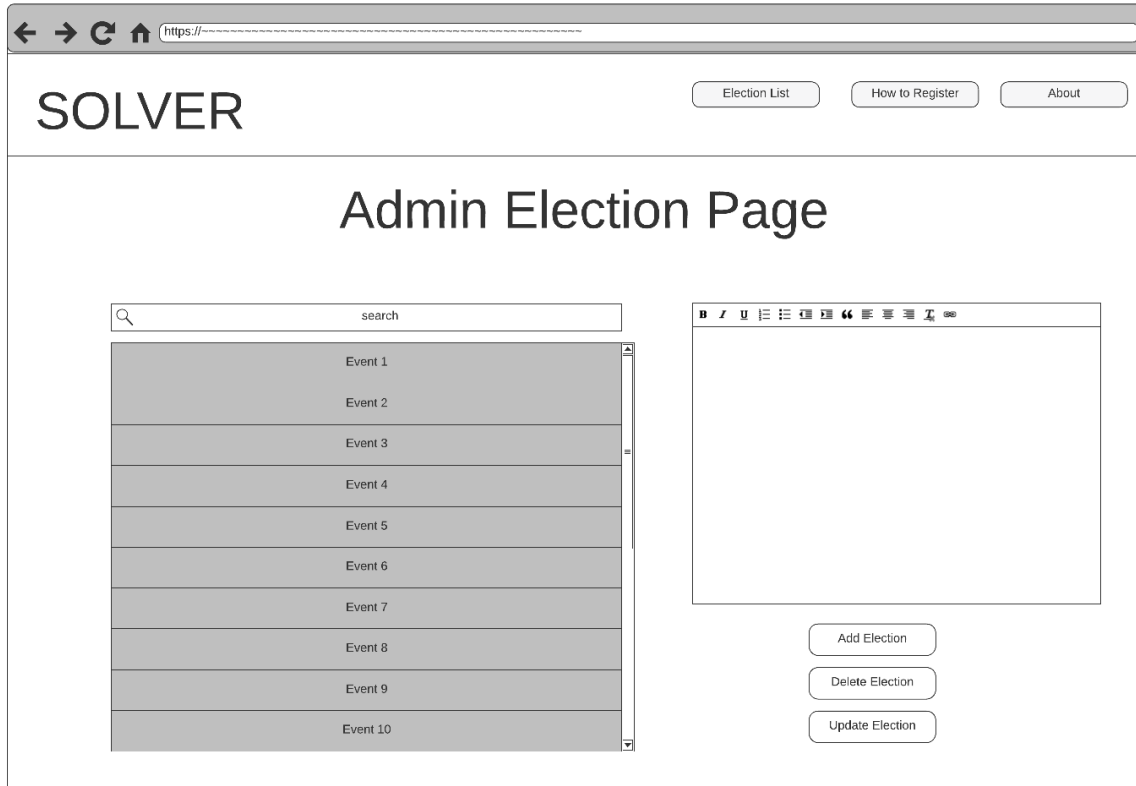 https://~~~~~~~~~~~~~~~~~~~~~~~~~~~~~~~~~~~~~~~~~~~~~~~~~~~~~~
SOLVER
Election List
How to Register
About
Admin Election Page
search
B I U
Event 1
Event 2
Event 3
Event 4
Event 5
Event 6
Event 7
Event 8
Event 9
Event 10
Add Election
Delete Election
Update Election